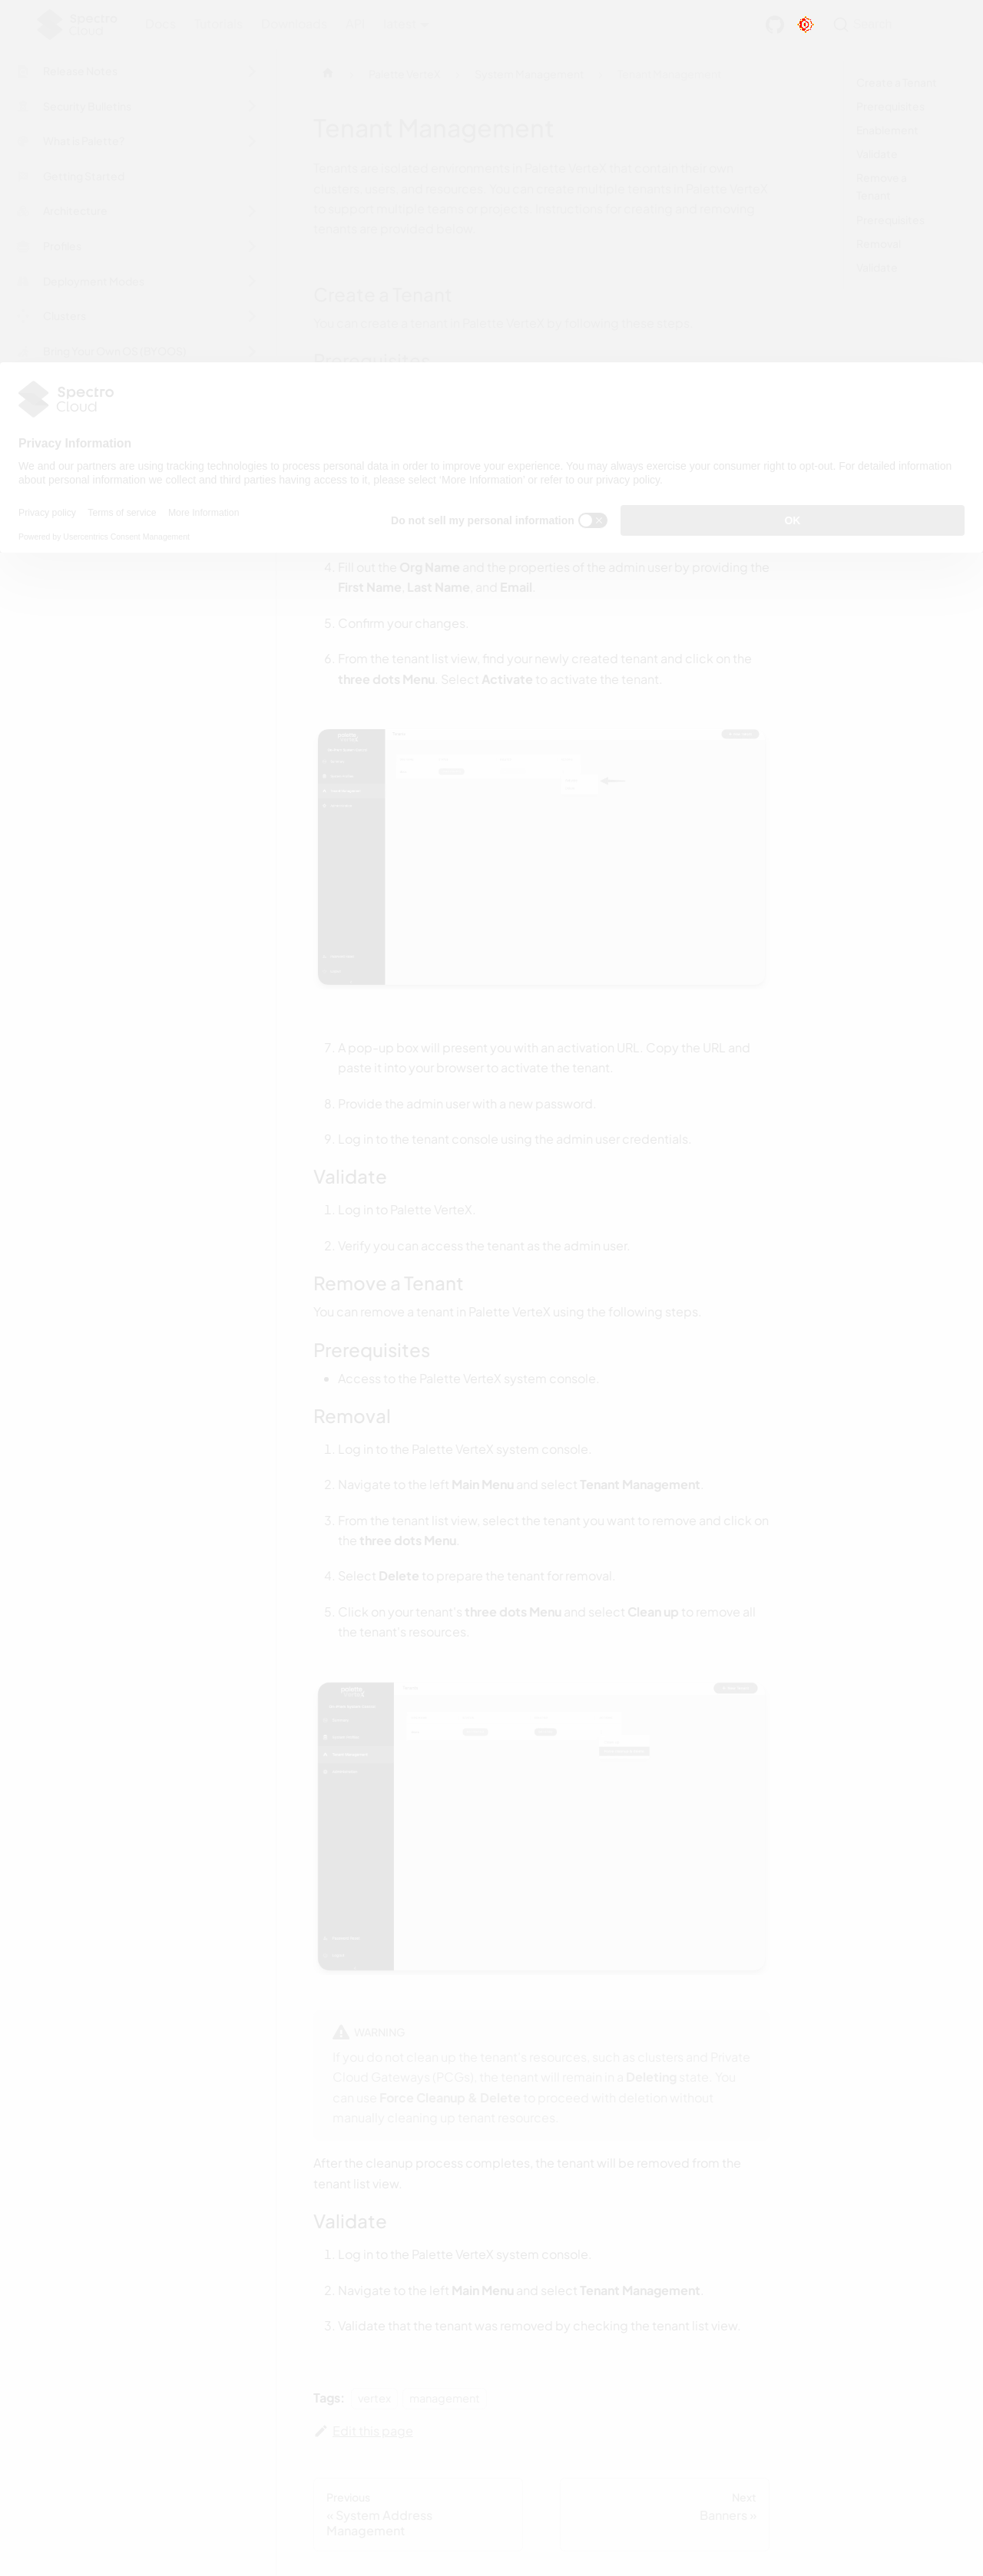 Spectro
Cloud
Docs
Tutorials
Downloads
API
Release Notes
Security Bulletins
What is Palette?
Getting Started
Architecture
Profiles
Deployment Modes
Clusters
Bring Your Own OS (BYOOS)
Palette VerteX
System Management
Tenant Management
Tenant Management
Tenants are isolated environments in Palette VerteX that contain their own
clusters, users, and resources. You can create multiple tenants in Palette VerteX
to support multiple teams or projects. Instructions for creating and removing
tenants are provided below.
Create a Tenant
You can create a tenant in Palette VerteX by following these steps.
Prerequisites
Create a Tenant
Prerequisites
Enablement
Validate
Remove a
Tenant
Prerequisites
Removal
Validate
Spectro
Cloud
Privacy Information
We and our partners are using tracking technologies to process personal data in order to improve your experience. You may always exercise your consumer right to opt-out. For detailed information
about personal information we collect and third parties having access to it, please select 'More Information' or refer to our privacy policy.
Privacy policy
Terms of service
More Information
Powered by Usercentrics Consent Management
Do not sell my personal information
OK
4. Fill out the Org Name and the properties of the admin user by providing the
First Name, Last Name, and Email.
5. Confirm your changes.
6. From the tenant list view, find your newly created tenant and click on the
three dots Menu. Select Activate to activate the tenant.
7. A pop-up box will present you with an activation URL. Copy the URL and
paste it into your browser to activate the tenant.
8. Provide the admin user with a new password.
9. Log in to the tenant console using the admin user credentials.
Validate
1. Log in to Palette VerteX.
2. Verify you can access the tenant as the admin user.
Remove a Tenant
You can remove a tenant in Palette VerteX using the following steps.
Prerequisites
• Access to the Palette VerteX system console.
Removal
1. Log in to the Palette VerteX system console.
2. Navigate to the left Main Menu and select Tenant Management.
3. From the tenant list view, select the tenant you want to remove and click on
the three dots Menu.
4. Select Delete to prepare the tenant for removal.
5. Click on your tenant's three dots Menu and select Clean up to remove all
the tenant's resources.
WARNING
If you do not clean up the tenant's resources, such as clusters and Private
Cloud Gateways (PCGs), the tenant will remain in a Deleting state. You
can use Force Cleanup & Delete to proceed with deletion without
manually cleaning up tenant resources.
After the cleanup process completes, the tenant will be removed from the
tenant list view.
Validate
1. Log in to the Palette VerteX system console.
2. Navigate to the left Main Menu and select Tenant Management.
3. Validate that the tenant was removed by checking the tenant list view.
Tags:
vertex
management
Edit this page
Previous
« System Address
Management
Next
Banners »